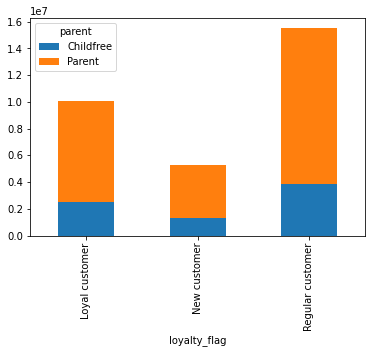 1e7
parent
Childfree
Parent
1.6
1.4
1.2
1.0
0.8
0.6
0.4
0.2
0.0
Loyal customer
New customer
Regular customer
loyalty_flag